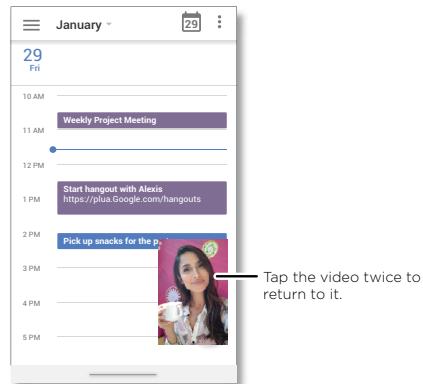 January
29
29
Fri
10 AM
Weekly Project Meeting
11 AM
12 PM
Start hangout with Alexis
https://plua.Google.com/hangouts
1 PM
2 PM
Pick up snacks for the p
3 PM
Tap the video twice to
return to it.
4 PM
5 PM